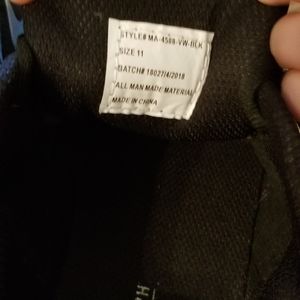 STYLE# MA-4588-VW-BLK
SIZE 11
BATCH# 18027/4/2018
ALL MAN MADE MATERIAL
MADE IN CHINA